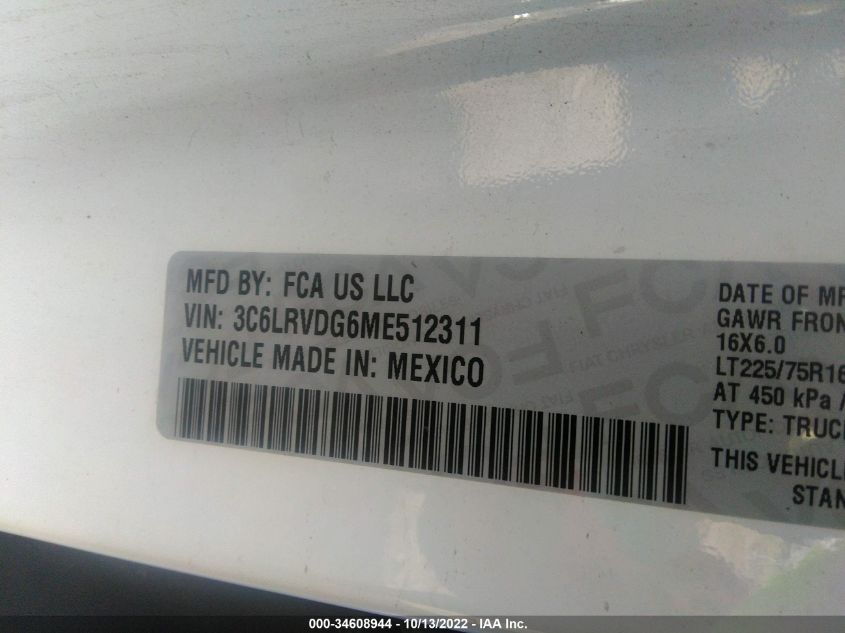 MFD BY: FCA US LLC
VIN: 3C6LRVDG6ME512311
VEHICLE MADE IN: MEXICO
DATE OF MF
GAWR FRON
16X6.0
LT225/75R16
AT 450 kPa /
TYPE: TRUC
THIS VEHICL
STAN
000-34608944 - 10/13/2022 - IAA Inc.